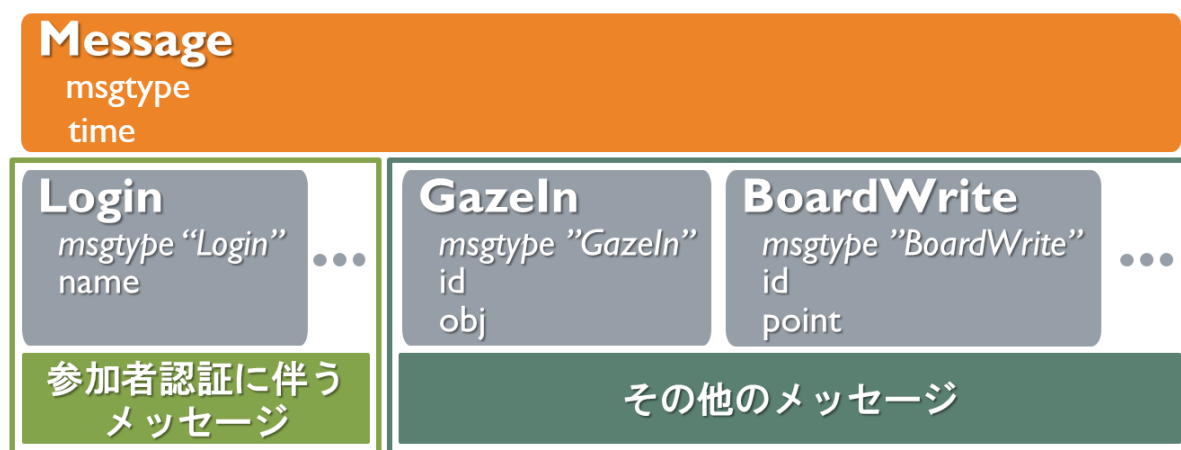 Message
msgtype
time
Login
msgtype “Login”
name
GazeIn
msgtype ”GazeIn”
id
obj
BoardWrite
msgtype ”BoardWrite”
id
point
参加者認証に伴う
メッセージ
その他のメッセージ